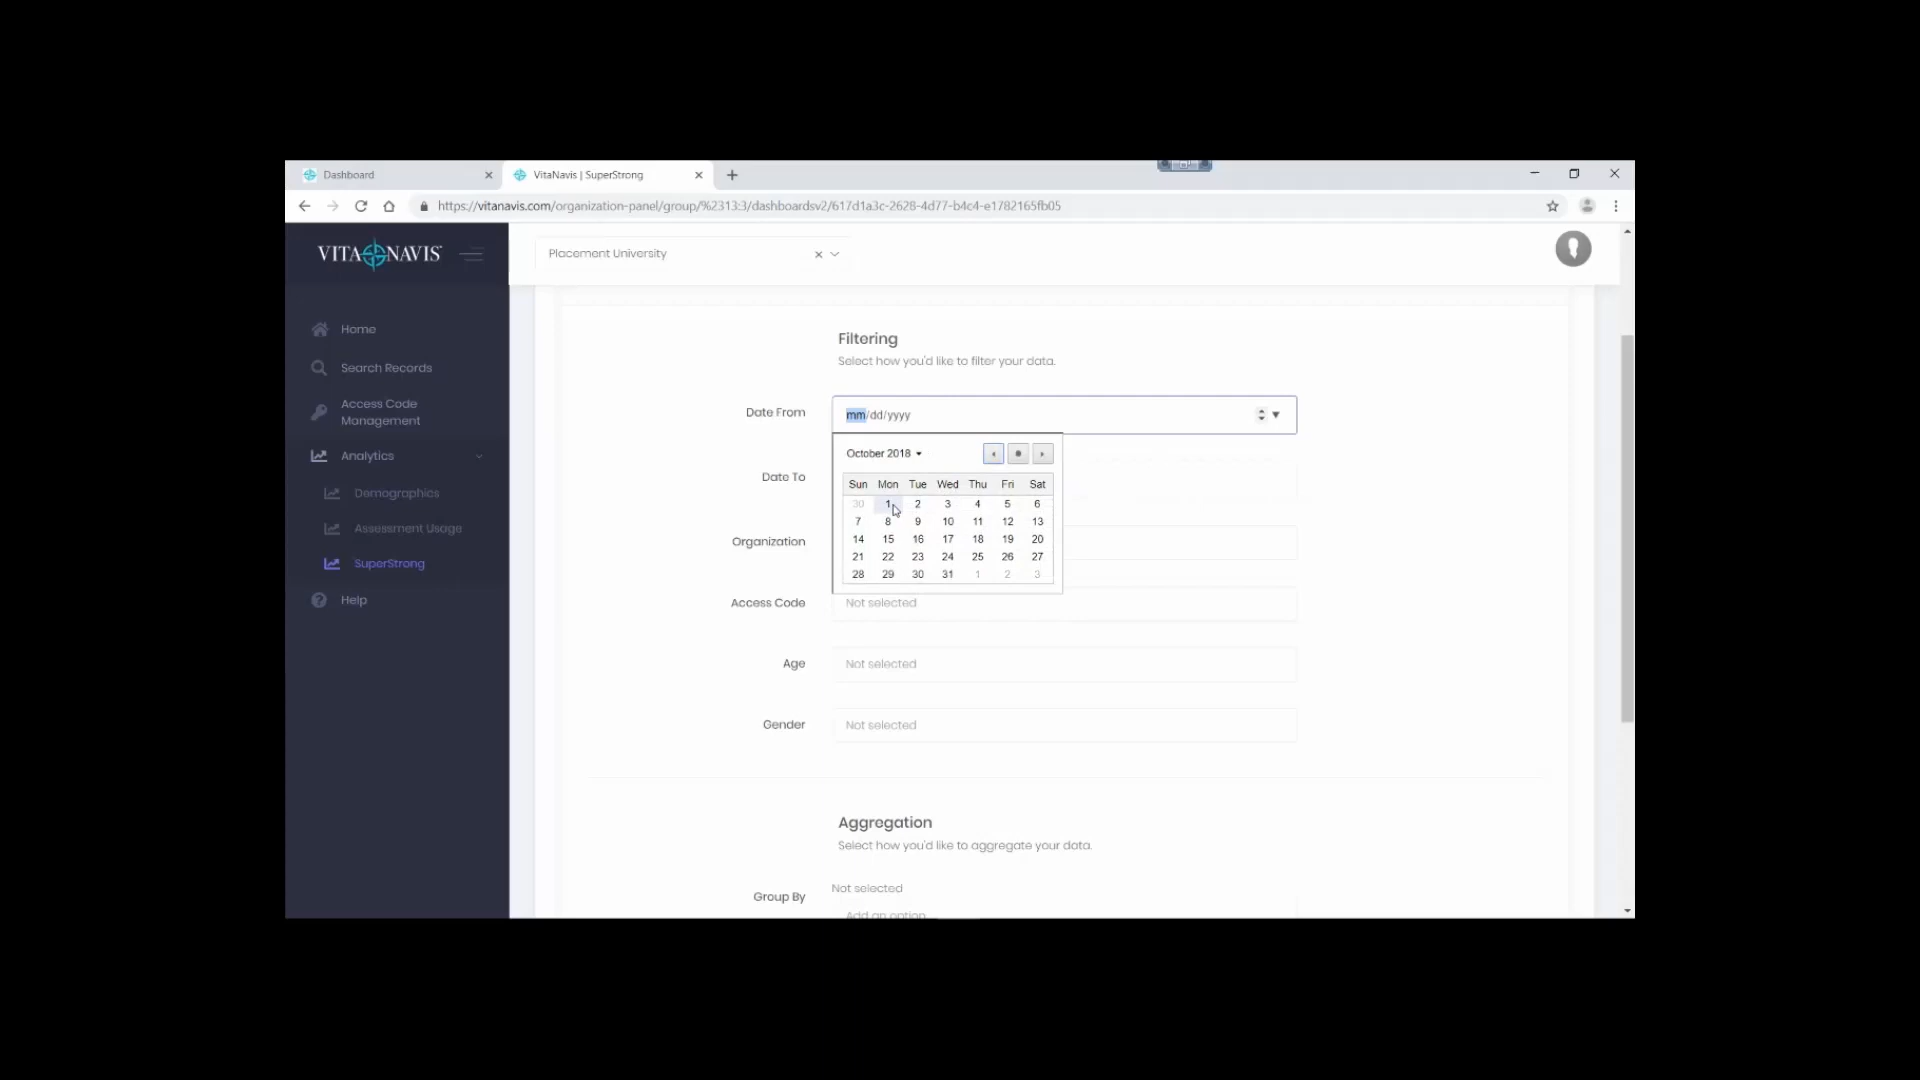 Dashboard
VitaNavis | SuperStrong
https://vitanavis.com/organization-panel/group/%2313:3/dashboardsv2/617d1a3c-2628-4d77-b4c4-e1782165fb05
VITA NAVIS
Placement University
Home
Search Records
Access Code
Management
Analytics
Demographics
Assessment Usage
SuperStrong
Help
Filtering
Select how you'd like to filter your data.
Date From
mm/dd/yyyy
October 2018
Sun Mon Tue Wed Thu Fri Sat
30 1 2 3 4 5 6
7 8 9 10 11 12 13
14 15 16 17 18 19 20
21 22 23 24 25 26 27
28 29 30 31 1 2 3
Date To
Organization
Access Code
Not selected
Age
Not selected
Gender
Not selected
Aggregation
Select how you'd like to aggregate your data.
Group By
Not selected
Add an option